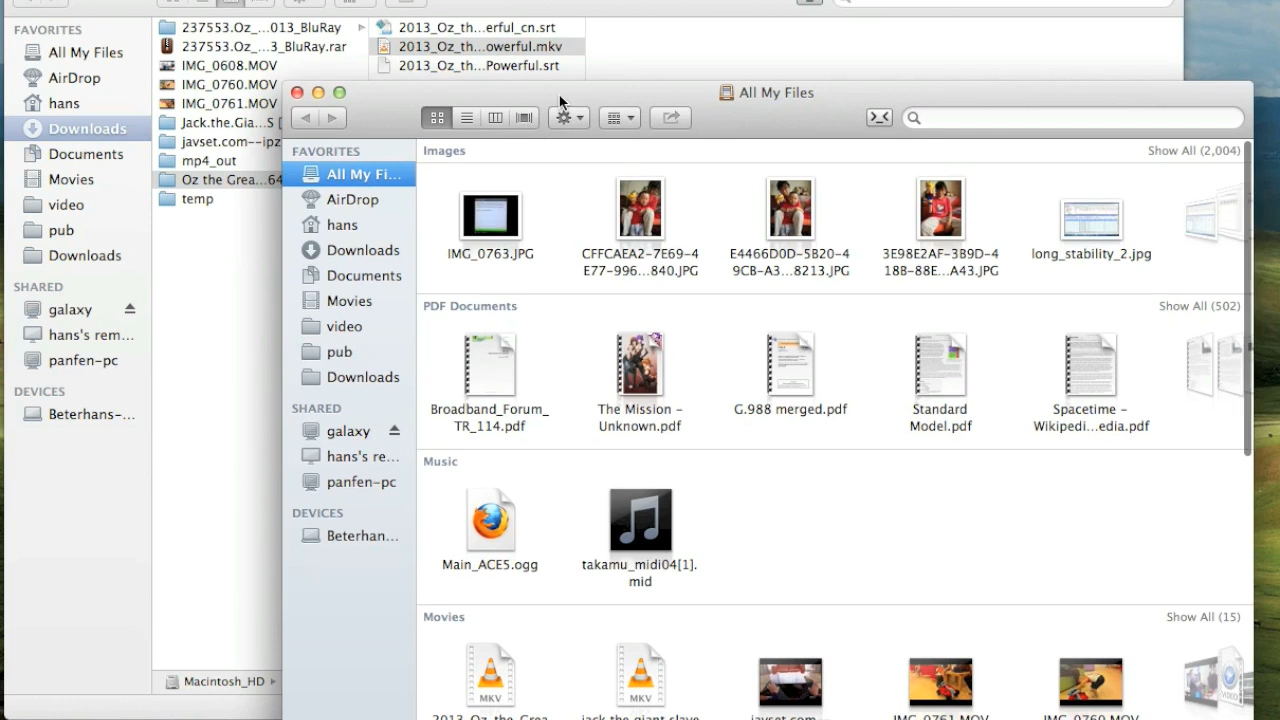 FAVORITES
All My Files
AirDrop
hans
Downloads
Documents
Movies
video
pub
Downloads
SHARED
galaxy
hans's rem...
panfen-pc
DEVICES
Beterhans-...
237553.Oz_...013_BluRay
237553.Oz_...3_BluRay.rar
IMG_0608.MOV
IMG_0760.MOV
IMG_0761.MOV
Jack.the.Gia...S [
javset.com--ipz
mp4_out
Oz the Grea...64
temp
2013_Oz_th...erful_cn.srt
2013_Oz_th...owerful.mkv
2013_Oz_th...Powerful.srt
Macintosh_HD
All My Files
FAVORITES
All My Fi...
AirDrop
hans
Downloads
Documents
Movies
video
pub
Downloads
SHARED
galaxy
hans's re...
panfen-pc
DEVICES
Beterhan...
Images
Show All (2,004)
IMG_0763.JPG
CFFCAEA2-7E69-4
E77-996...840.JPG
E4466D0D-5B20-4
9CB-A3...8213.JPG
3E98E2AF-3B9D-4
18B-88E...A43.JPG
long_stability_2.jpg
PDF Documents
Show All (502)
Broadband_Forum_
TR_114.pdf
The Mission -
Unknown.pdf
G.988 merged.pdf
Standard
Model.pdf
Spacetime -
Wikipedi...edia.pdf
Music
Main_ACE5.ogg
takamu_midi04[1].
mid
Movies
Show All (15)
MKV
MKV
2013_Oz_the_Grea
jack the giant slaye
javset.com--
IMG_0761.MOV
IMG_0760.MOV